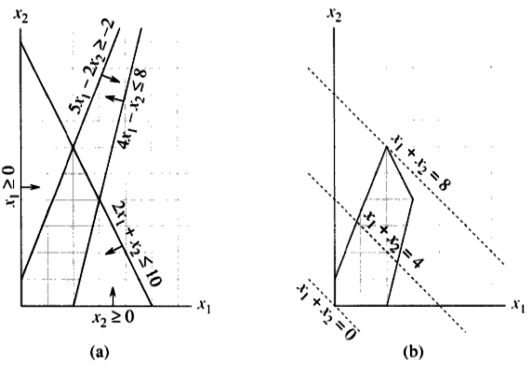 x₂
5x₁ − 2x₂ ≥ −2
4x₁ − x₂ ≤ 8
x₁ ≥ 0
2x₁ + x₂ ≤ 10
x₁
x₂ ≥ 0
(a)
x₂
x₁ + x₂ = 8
x₁ + x₂ = 4
x₁ + x₂ = 0
x₁
(b)